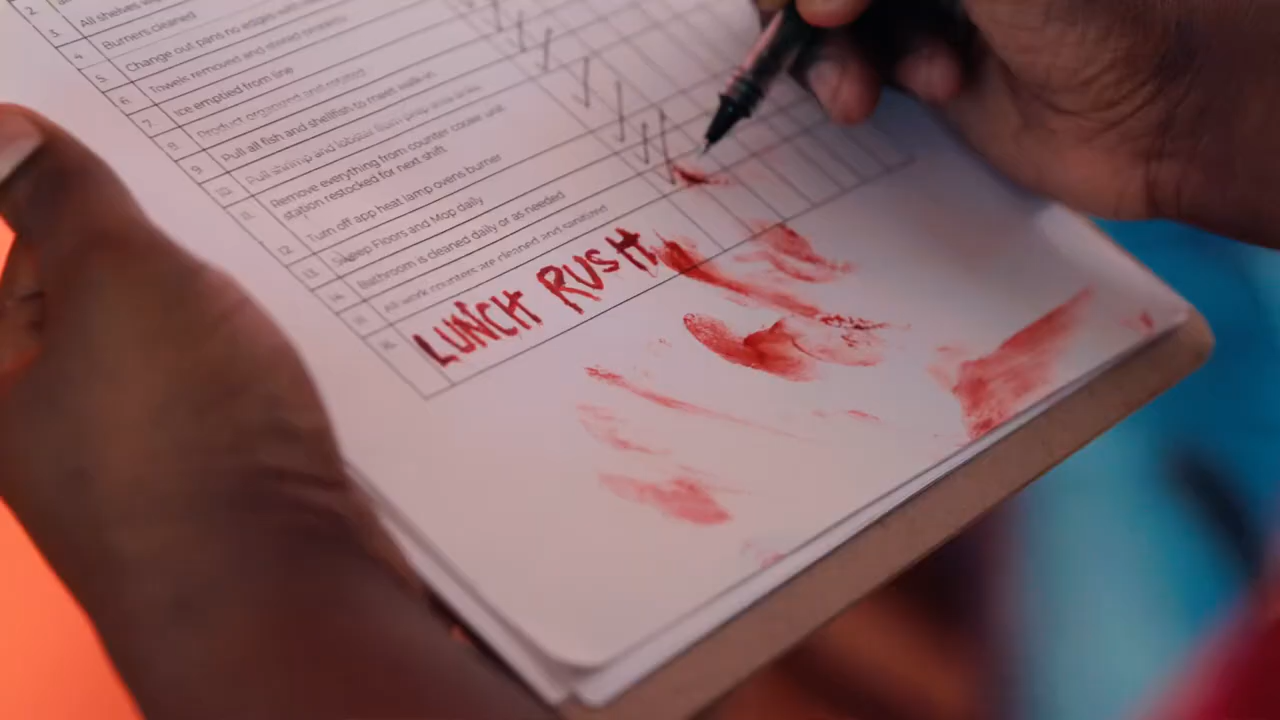 2.
3. All shelves
4. Burners cleaned
5. Change out pans no edges with
6. Towels removed and
7. Ice emptied from line
8. Product organized and rotated
9. Pull all fish and shellfish to meet walk-in
10. Pull shrimp and lobster from
11. Remove everything from counter cooler unit
station restocked for next shift
12. Turn off app heat lamp ovens burner
13. Sweep Floors and Mop daily
14. Bathroom is cleaned daily or as needed
15. All work counters are cleaned and sanitized
16. LUNCH RUSH